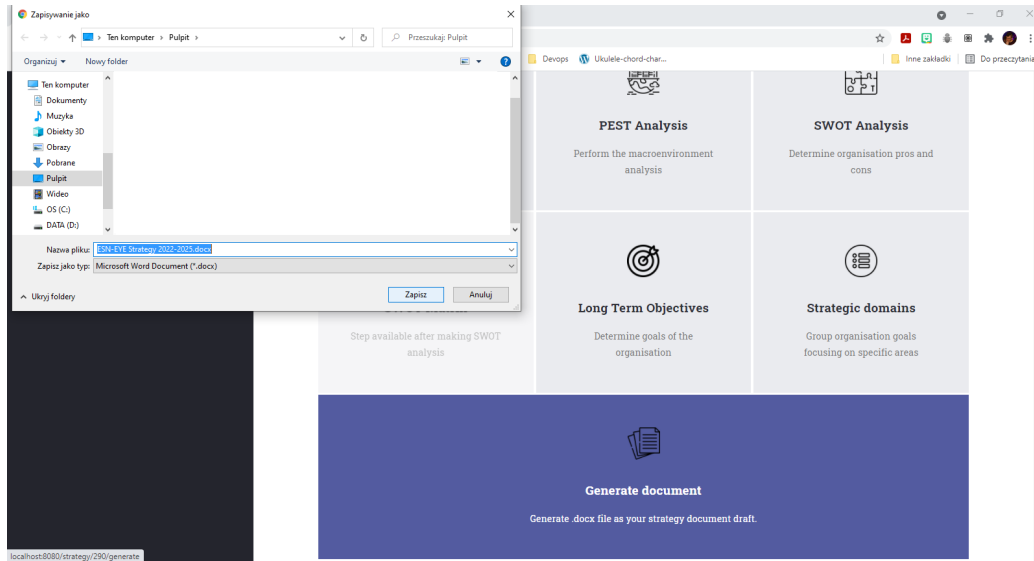 Zapisywanie jako
Ten komputer › Pulpit ›
Przeszukaj: Pulpit
Organizuj
Nowy folder
Ten komputer
Dokumenty
Muzyka
Obiekty 3D
Obrazy
Pobrane
Pulpit
Wideo
OS (C:)
DATA (D:)
Nazwa pliku: ESN-EYE Strategy 2022-2025.docx
Zapisz jako typ: Microsoft Word Document (*.docx)
Ukryj foldery
Zapisz
Anuluj
Devops
Ukulele-chord-char...
Inne zakładki
Do przeczytania
PEST Analysis
Perform the macroenvironment
analysis
SWOT Analysis
Determine organisation pros and
cons
Step available after making SWOT
analysis
Long Term Objectives
Determine goals of the
organisation
Strategic domains
Group organisation goals
focusing on specific areas
Generate document
Generate .docx file as your strategy document draft.
localhost:8080/strategy/290/generate